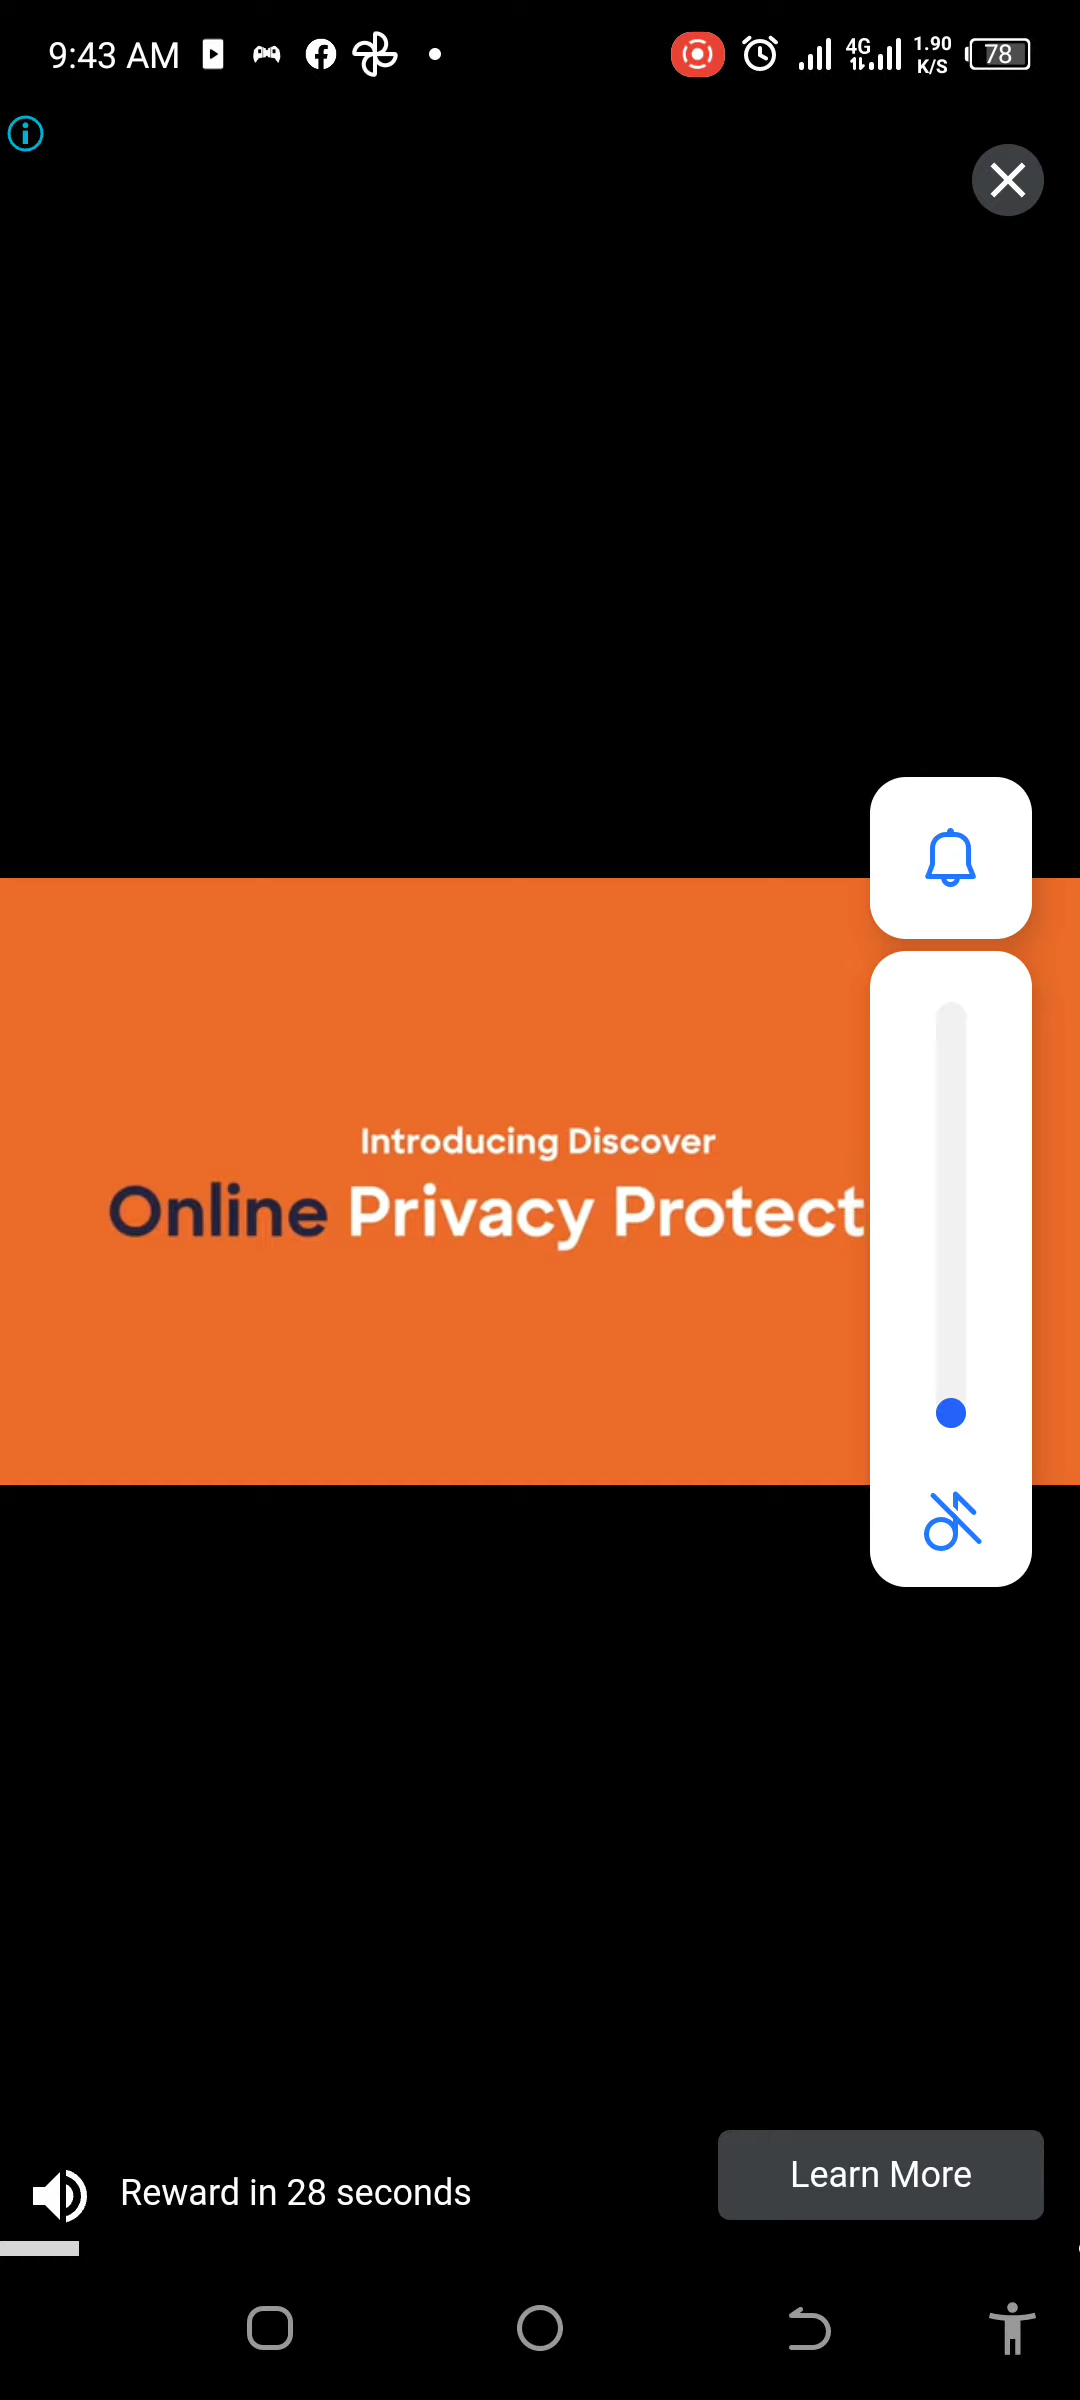 9:43 AM
4G
1.90
K/S
78
Introducing Discover
Online Privacy Protect
Reward in 28 seconds
Learn More